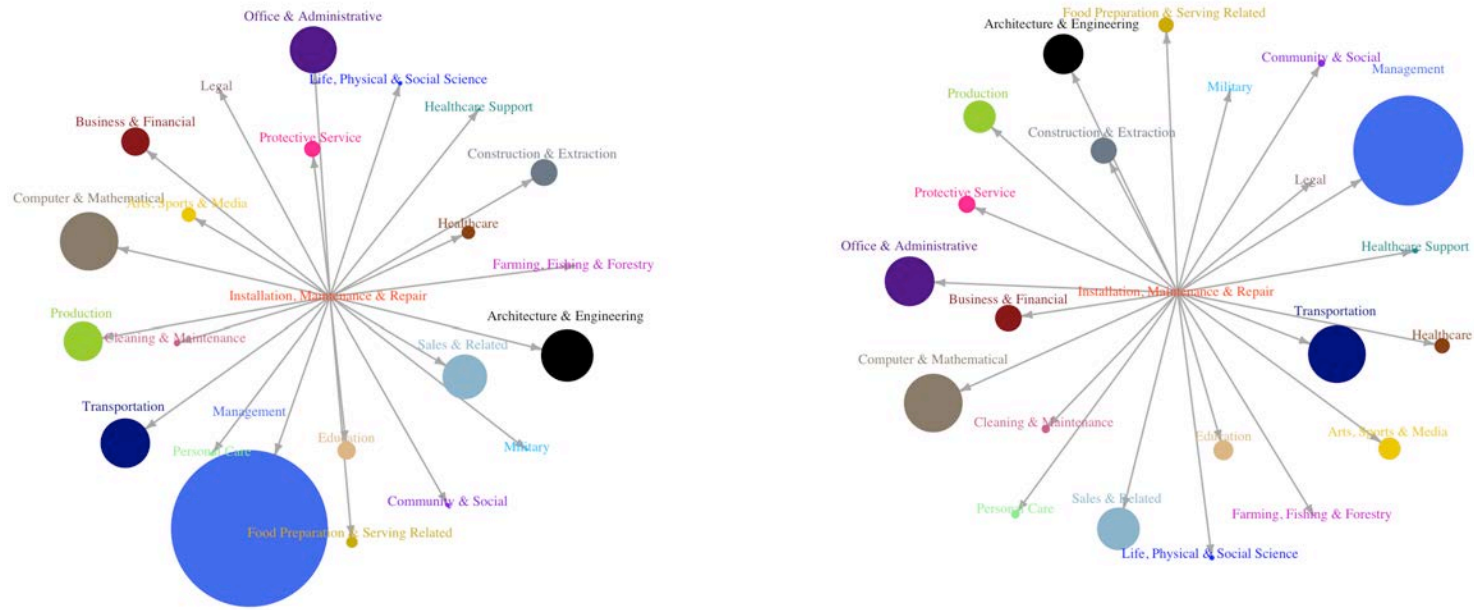 Office & Administrative
Life, Physical & Social Science
Legal
Healthcare Support
Business & Financial
Protective Service
Construction & Extraction
Computer & Mathematical
Arts, Sports & Media
Healthcare
Farming, Fishing & Forestry
Installation, Maintenance & Repair
Production
Architecture & Engineering
Cleaning & Maintenance
Sales & Related
Transportation
Management
Education
Military
Personal Care
Community & Social
Food Preparation & Serving Related
Food Preparation & Serving Related
Architecture & Engineering
Community & Social
Management
Military
Production
Construction & Extraction
Legal
Protective Service
Office & Administrative
Healthcare Support
Installation, Maintenance & Repair
Business & Financial
Transportation
Healthcare
Computer & Mathematical
Cleaning & Maintenance
Education
Arts, Sports & Media
Sales & Related
Personal Care
Farming, Fishing & Forestry
Life, Physical & Social Science